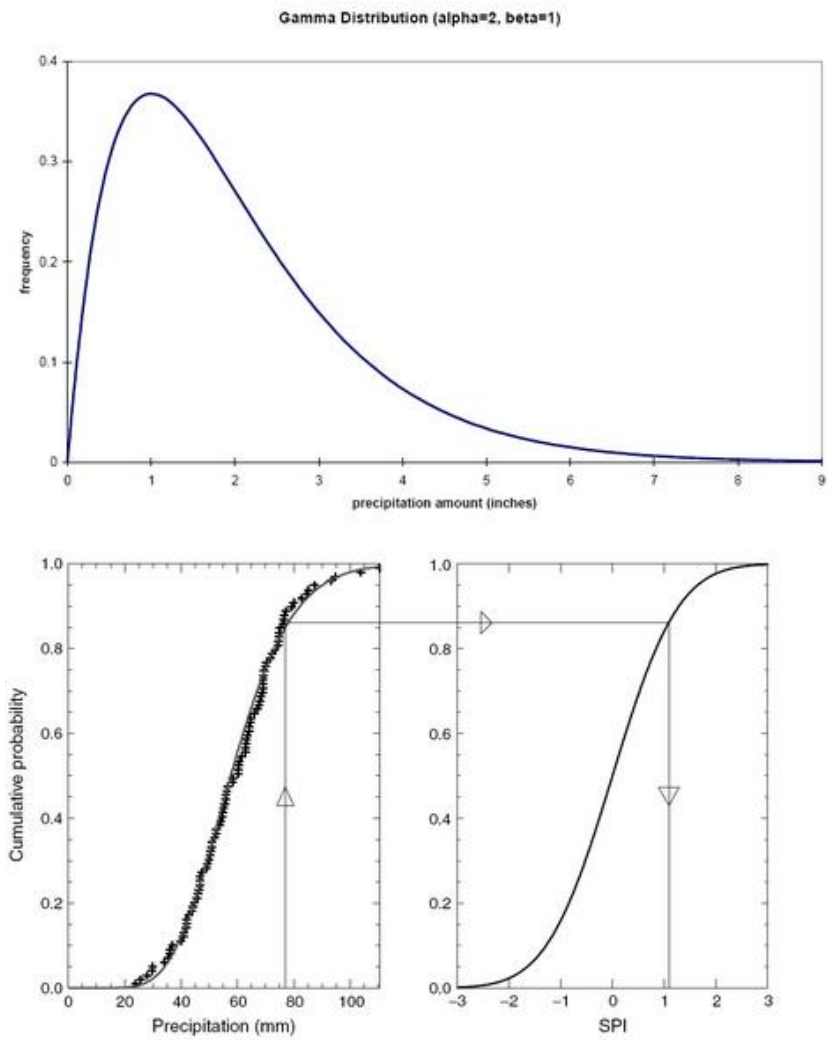 Gamma Distribution (alpha=2, beta=1)
0.4
0.3
0.2
0.1
0
frequency
0 1 2 3 4 5 6 7 8 9
precipitation amount (inches)
1.0
0.8
0.6
0.4
0.2
0.0
Cumulative probability
0 20 40 60 80 100
Precipitation (mm)
1.0
0.8
0.6
0.4
0.2
0.0
−3 −2 −1 0 1 2 3
SPI